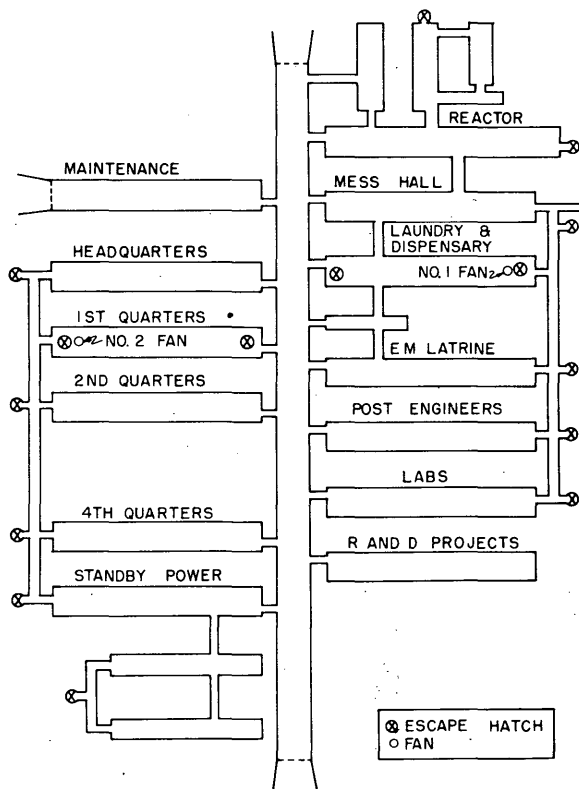 REACTOR
MAINTENANCE
MESS HALL
LAUNDRY &
DISPENSARY
HEADQUARTERS
NO. 1 FAN
1ST QUARTERS
NO. 2 FAN
E M LATRINE
2ND QUARTERS
POST ENGINEERS
LABS
4TH QUARTERS
R AND D PROJECTS
STANDBY POWER
ESCAPE HATCH
FAN